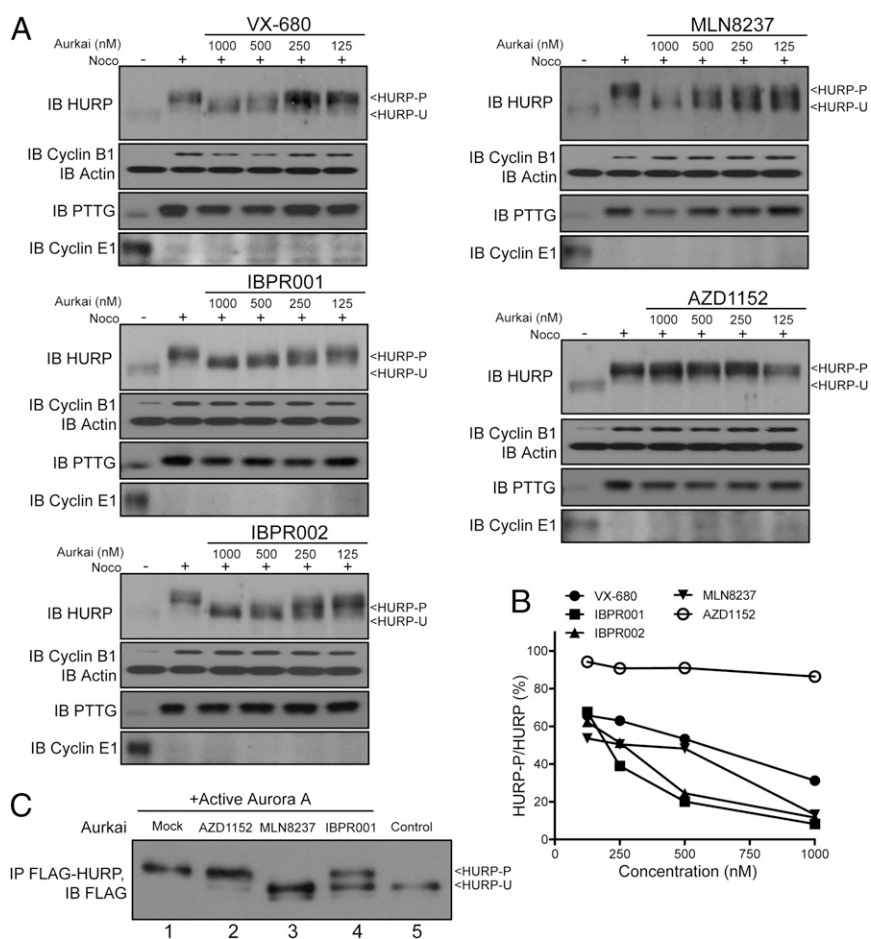 A
VX-680
Aurkai (nM) 1000 500 250 125
Noco - + + + + +
IB HURP
<HURP-P
<HURP-U
IB Cyclin B1
IB Actin
IB PTTG
IB Cyclin E1
IBPR001
Aurkai (nM) 1000 500 250 125
Noco - + + + + +
IB HURP
<HURP-P
<HURP-U
IB Cyclin B1
IB Actin
IB PTTG
IB Cyclin E1
IBPR002
Aurkai (nM) 1000 500 250 125
Noco - + + + + +
IB HURP
<HURP-P
<HURP-U
IB Cyclin B1
IB Actin
IB PTTG
IB Cyclin E1
MLN8237
Aurkai (nM) 1000 500 250 125
Noco - + + + + +
IB HURP
<HURP-P
<HURP-U
IB Cyclin B1
IB Actin
IB PTTG
IB Cyclin E1
AZD1152
Aurkai (nM) 1000 500 250 125
Noco - + + + + +
IB HURP
<HURP-P
<HURP-U
IB Cyclin B1
IB Actin
IB PTTG
IB Cyclin E1
B
VX-680 MLN8237
IBPR001 AZD1152
IBPR002
HURP-P/HURP (%)
100
80
60
40
20
0
0 250 500 750 1000
Concentration (nM)
C
+Active Aurora A
Aurkai Mock AZD1152 MLN8237 IBPR001 Control
IP FLAG-HURP,
IB FLAG
<HURP-P
<HURP-U
1 2 3 4 5